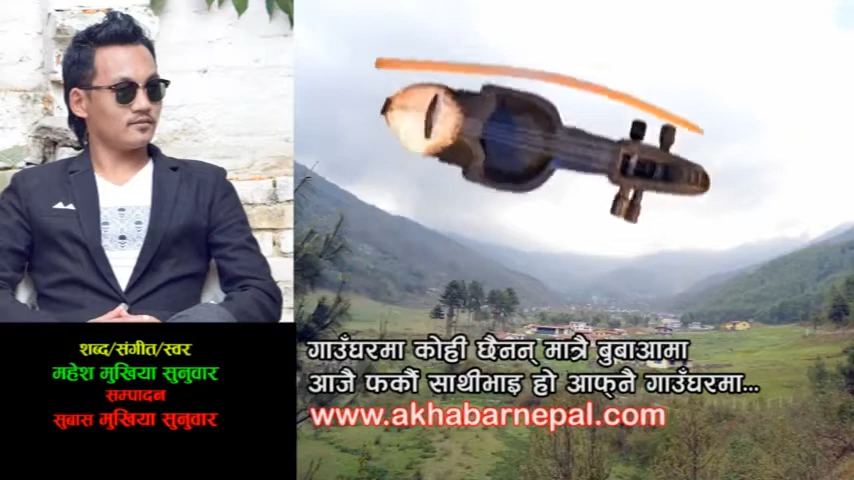 शब्द/संगीत/स्वर
महेश मुखिया सुनुवार
सम्पादन
सुबास मुखिया सुनुवार
गाउँघरमा कोही छैनन् मात्रै बुबाआमा
आजै फर्कौं साथीभाइ हो आफ्नै गाउँघरमा...
www.akhabarnepal.com